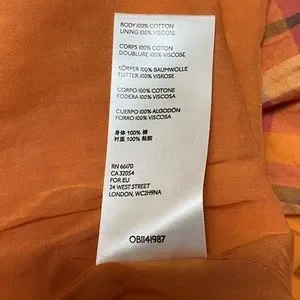 BODY 100% COTTON
LINING 100% VISCOSE
CORPS 100% COTON
DOUBLURE 100% VISCOSE
KÖRPER 100% BAUMWOLLE
FUTTER 100% VISKOSE
CORPO 100% COTONE
FODERA 100% VISCOSA
CUERPO 100% ALGODÓN
FORRO 100% VISCOSA
身体 100% 棉
衬里 100% 粘胶
RN 66170
CA 32054
FOR EU
24 WEST STREET
LONDON, WC2H9NA
OB1141987